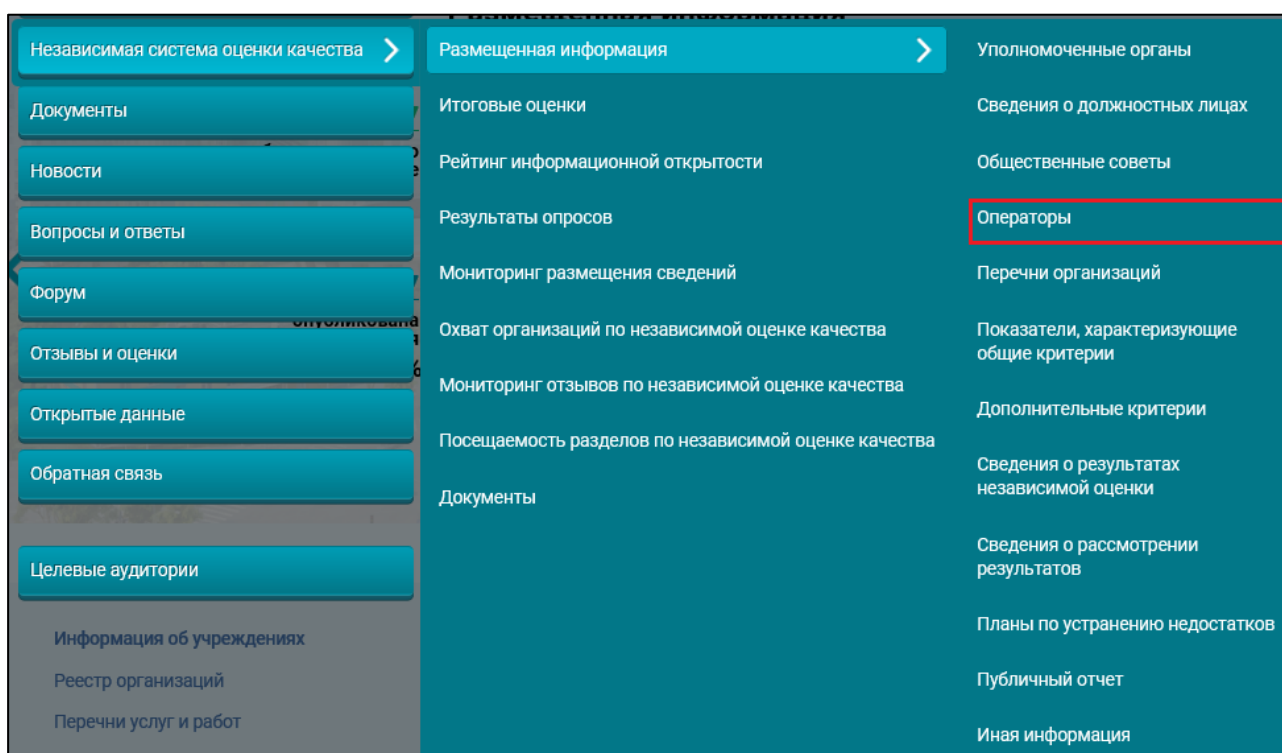 Размещенная информация
Независимая система оценки качества
Документы
Новости
Вопросы и ответы
Форум
опубликована
Отзывы и оценки
Открытые данные
Обратная связь
Целевые аудитории
Информация об учреждениях
Реестр организаций
Перечни услуг и работ
Размещенная информация
Итоговые оценки
Рейтинг информационной открытости
Результаты опросов
Мониторинг размещения сведений
Охват организаций по независимой оценке качества
Мониторинг отзывов по независимой оценке качества
Посещаемость разделов по независимой оценке качества
Документы
Уполномоченные органы
Сведения о должностных лицах
Общественные советы
Операторы
Перечни организаций
Показатели, характеризующие
общие критерии
Дополнительные критерии
Сведения о результатах
независимой оценки
Сведения о рассмотрении
результатов
Планы по устранению недостатков
Публичный отчет
Иная информация